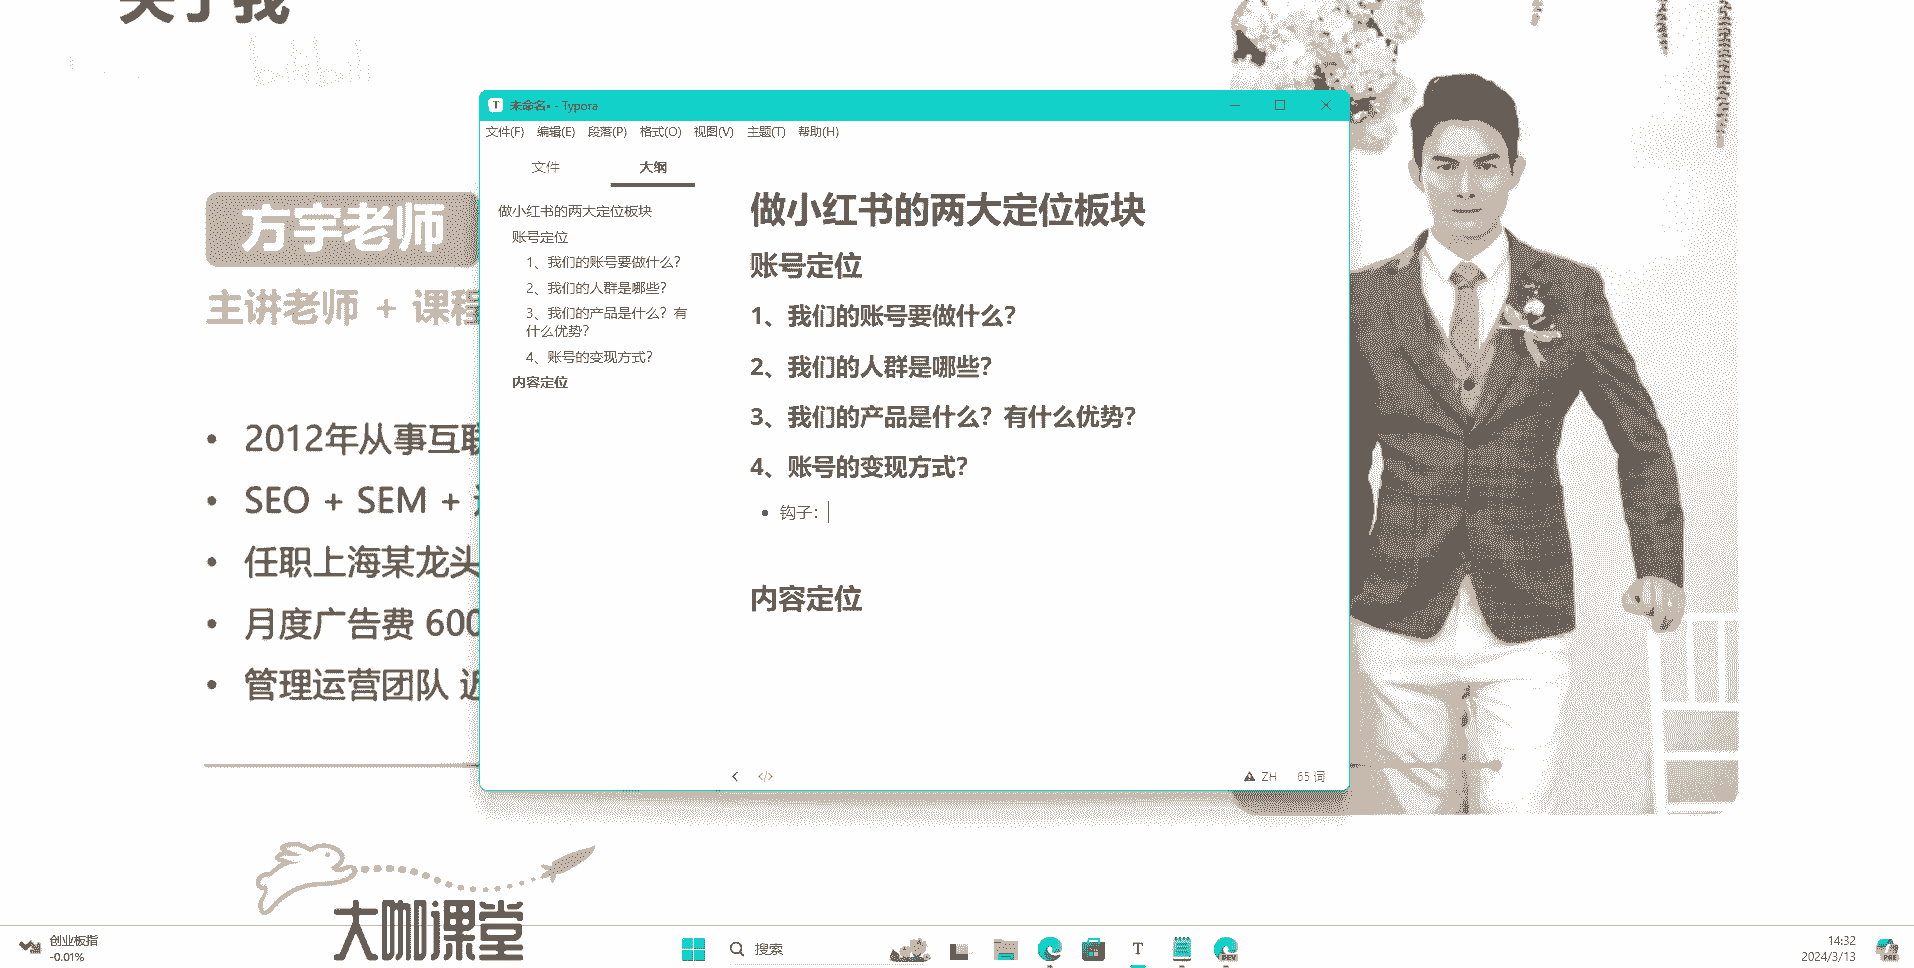 关于我
bilibili
方宇老师
主讲老师 + 课程
2012年从事互联
SEO + SEM +
任职上海某龙头
月度广告费 600
管理运营团队 近
未命名• - Typora
文件(F) 编辑(E) 段落(P) 格式(O) 视图(V) 主题(T) 帮助(H)
文件 大纲
做小红书的两大定位板块
账号定位
1、我们的账号要做什么？
2、我们的人群是哪些？
3、我们的产品是什么？有
什么优势？
4、账号的变现方式？
内容定位
做小红书的两大定位板块
账号定位
1、我们的账号要做什么？
2、我们的人群是哪些？
3、我们的产品是什么？有什么优势？
4、账号的变现方式？
钩子：
内容定位
ZH 65 词
大咖课堂
创业板指
-0.01%
搜索
14:32
2024/3/13